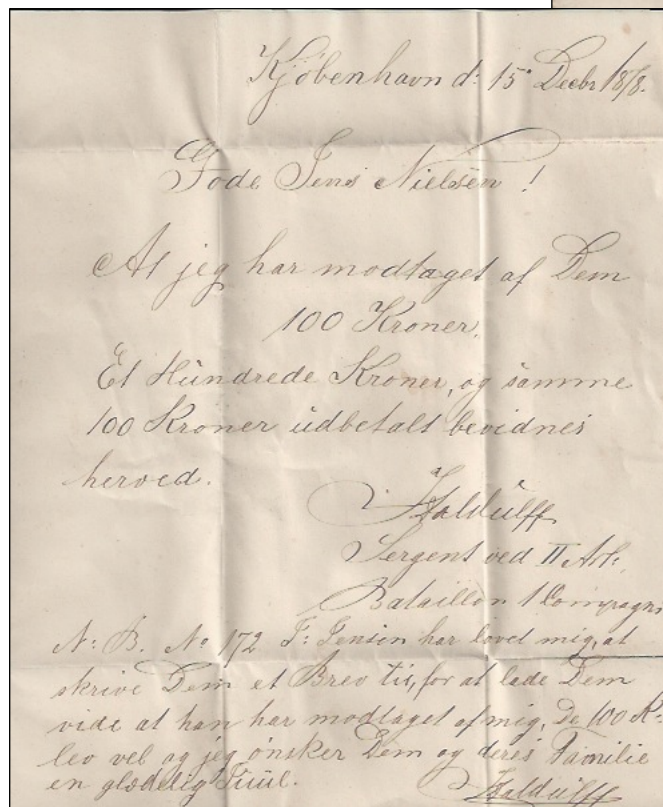 Kjøbenhavn d: 15' Decbr 1878.
Gode Jens Nielsen!
At jeg har modtaget af Dem
100 Kroner.
Et Hundrede Kroner, og samme
100 Kroner udbetalt bevidnes
herved.
Sergent ved II Art:
Bataillon 1 Compagni
N: B. No 172 J: Jensen har lovet mig, at
skrive Dem et Brev til, for at lade Dem
vide at han har modtaget af mig, De 100 Kr
lev vel og jeg ønsker Dem og deres Familie
en glædelig Juul.